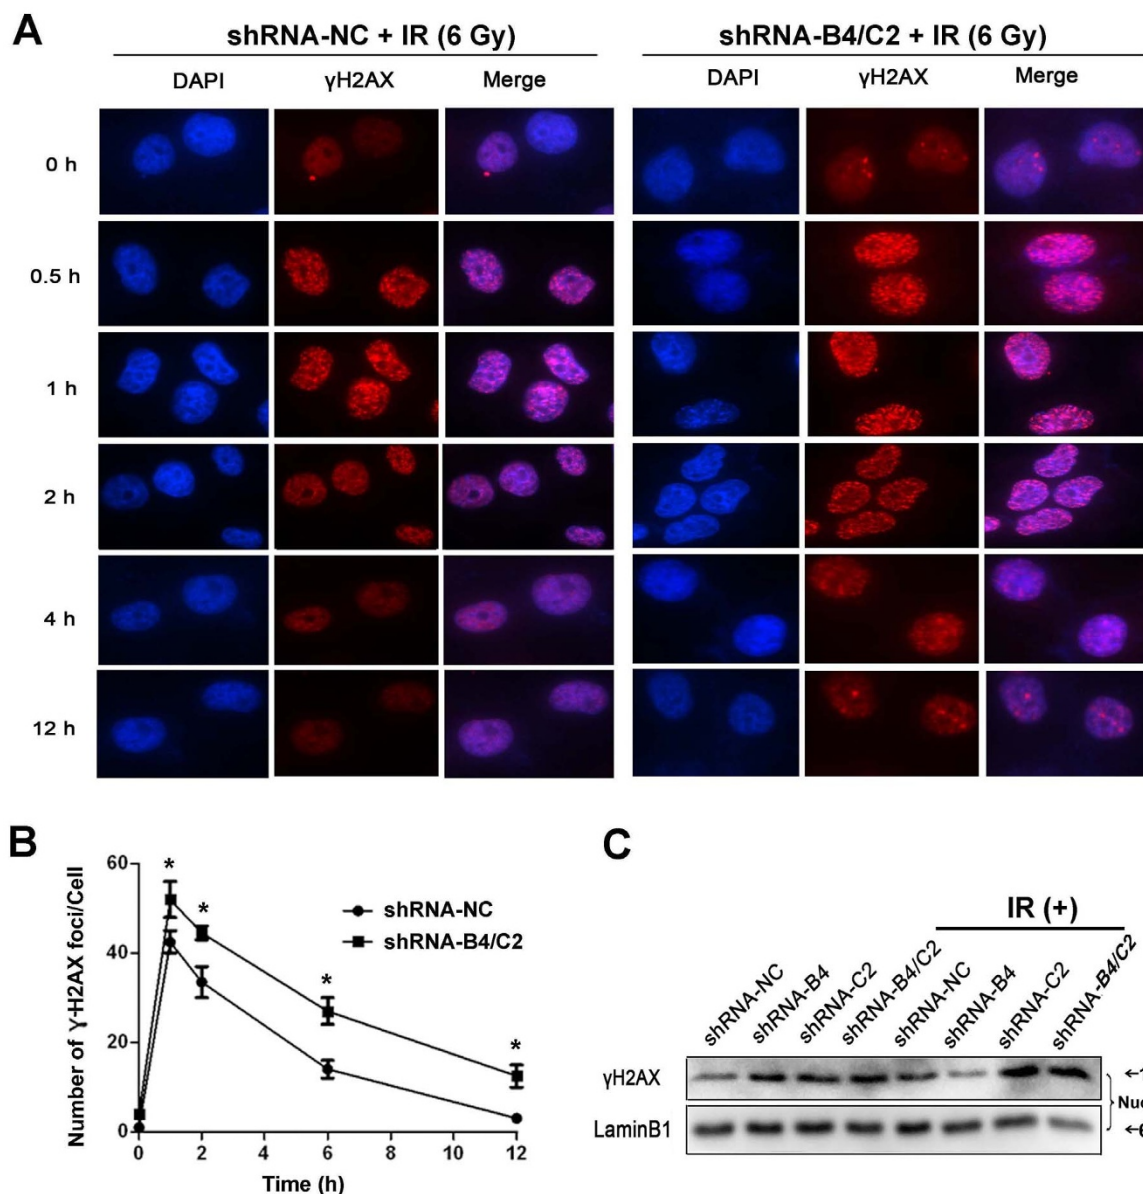 A
shRNA-NC + IR (6 Gy)
shRNA-B4/C2 + IR (6 Gy)
DAPI γH2AX Merge DAPI γH2AX Merge
0 h
0.5 h
1 h
2 h
4 h
12 h
B
Number of γ-H2AX foci/Cell
60
40
20
0
0 2 4 6 8 10 12
Time (h)
* * * *
shRNA-NC
shRNA-B4/C2
C
IR (+)
shRNA-NC shRNA-B4 shRNA-C2 shRNA-B4/C2 shRNA-NC shRNA-B4 shRNA-C2 shRNA-B4/C2
γH2AX
LaminB1